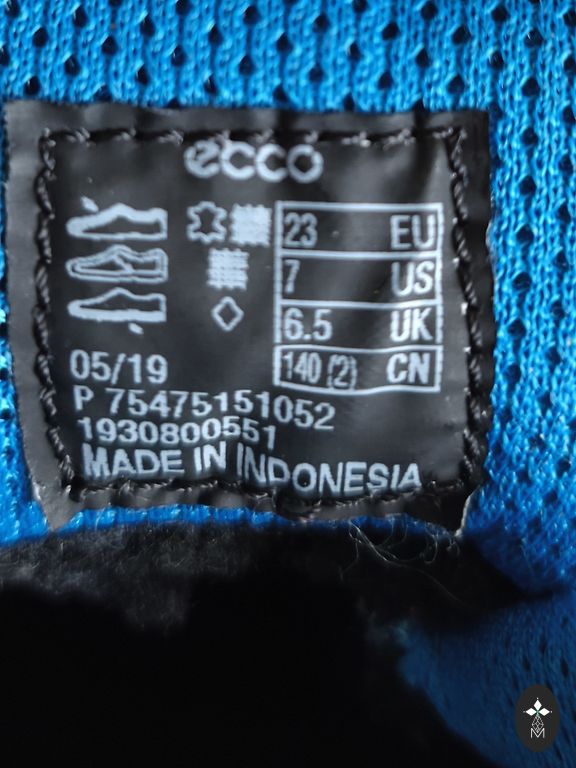 ecco
23 EU
7 US
6.5 UK
140 (2) CN
05/19
P 75475151052
1930800551
MADE IN INDONESIA
M